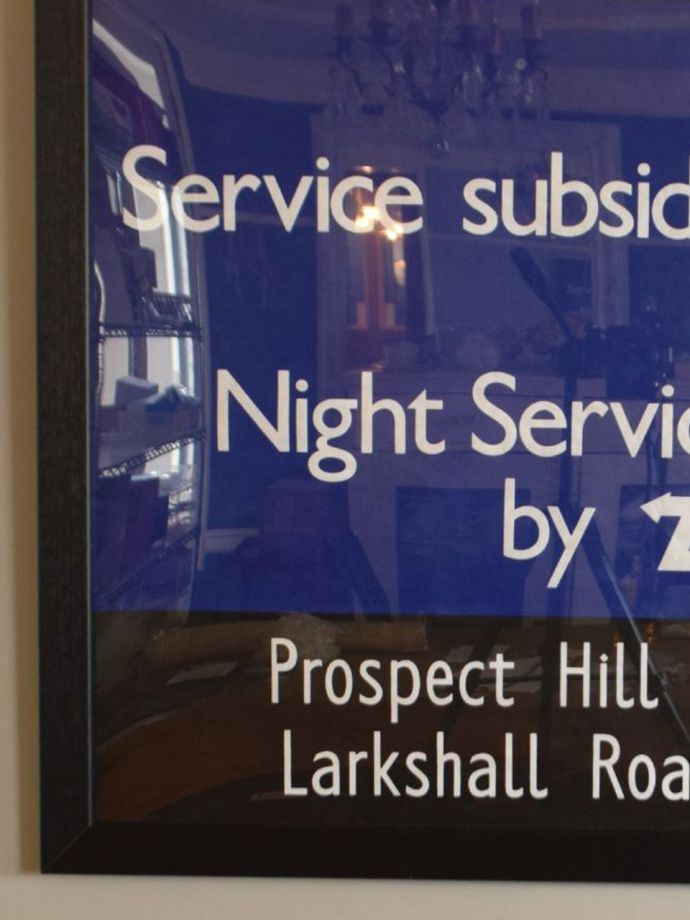 Service subsid
Night Servic
by
Prospect Hill
Larkshall Roa